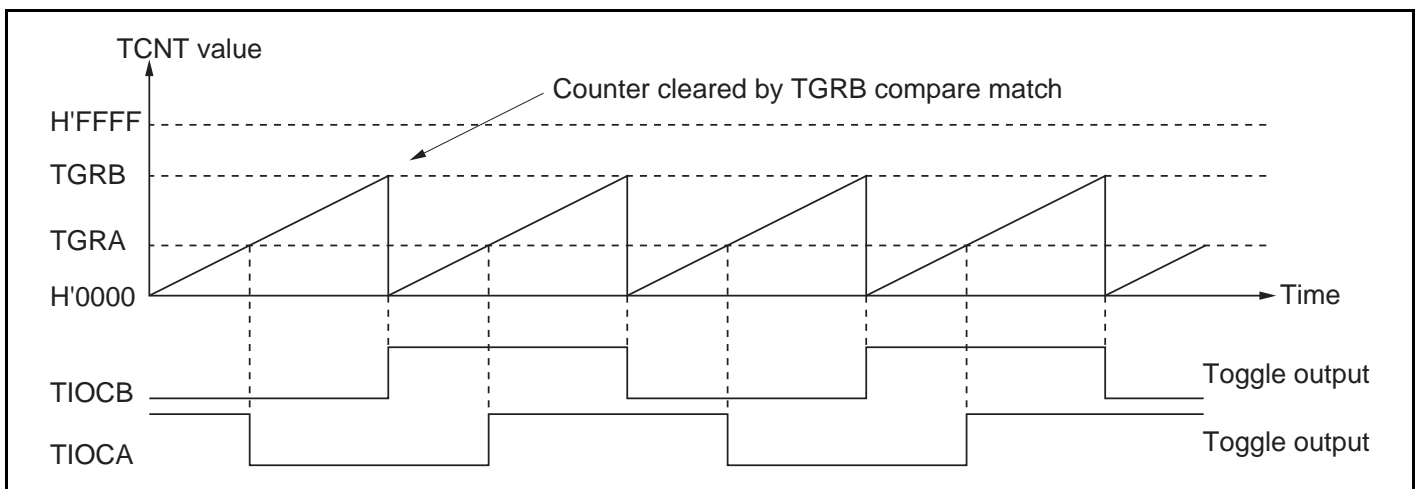 TCNT value
Counter cleared by TGRB compare match
H'FFFF
TGRB
TGRA
H'0000
Time
TIOCB
Toggle output
TIOCA
Toggle output